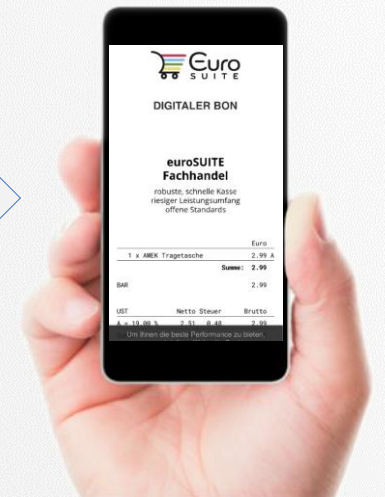 Euro
SUITE
DIGITALER BON
euroSUITE
Fachhandel
robuste, schnelle Kasse
riesiger Leistungsumfang
offene Standards
Euro
1 x AWEK Tragetasche 2.99 A
Summe: 2.99
BAR 2.99
UST Netto Steuer Brutto
A = 19.00 % 2.51 0.48 2.99
Um Ihnen die beste Performance zu bieten,